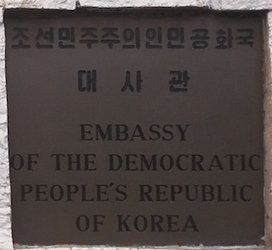 조선민주주의인민공화국
대사관
EMBASSY
OF THE DEMOCRATIC
PEOPLE'S REPUBLIC
OF KOREA